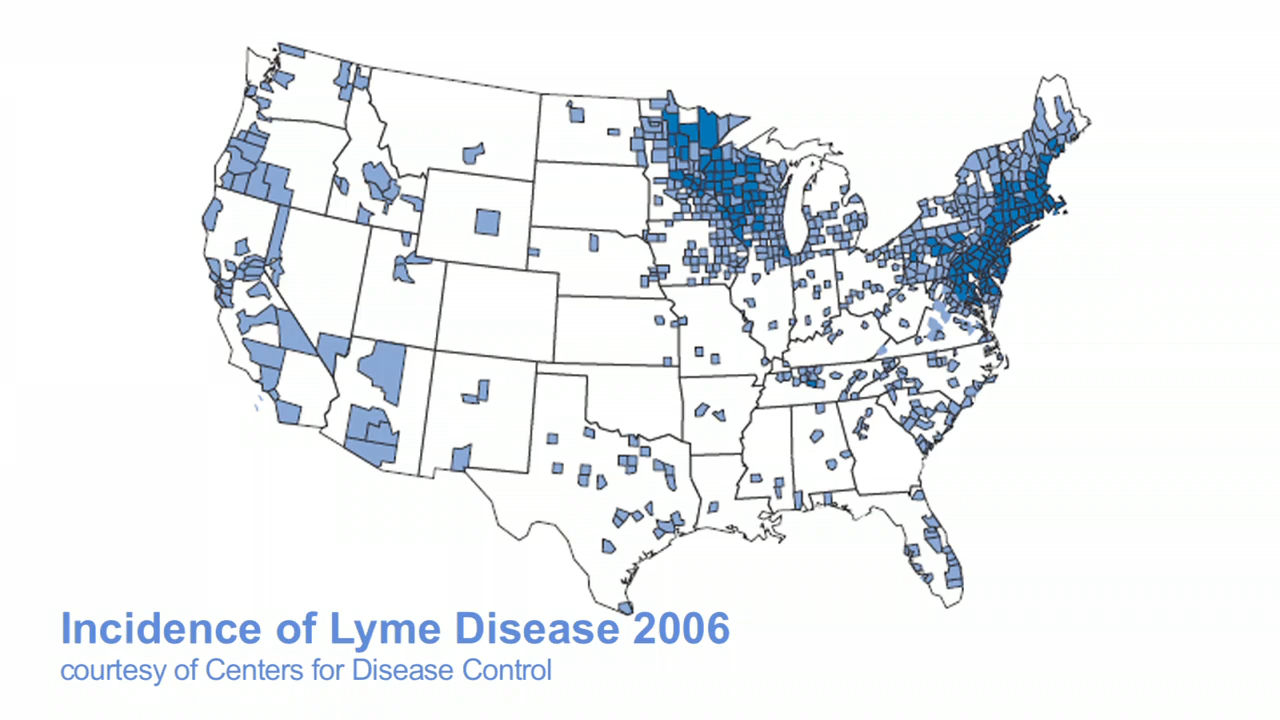 Incidence of Lyme Disease 2006
courtesy of Centers for Disease Control